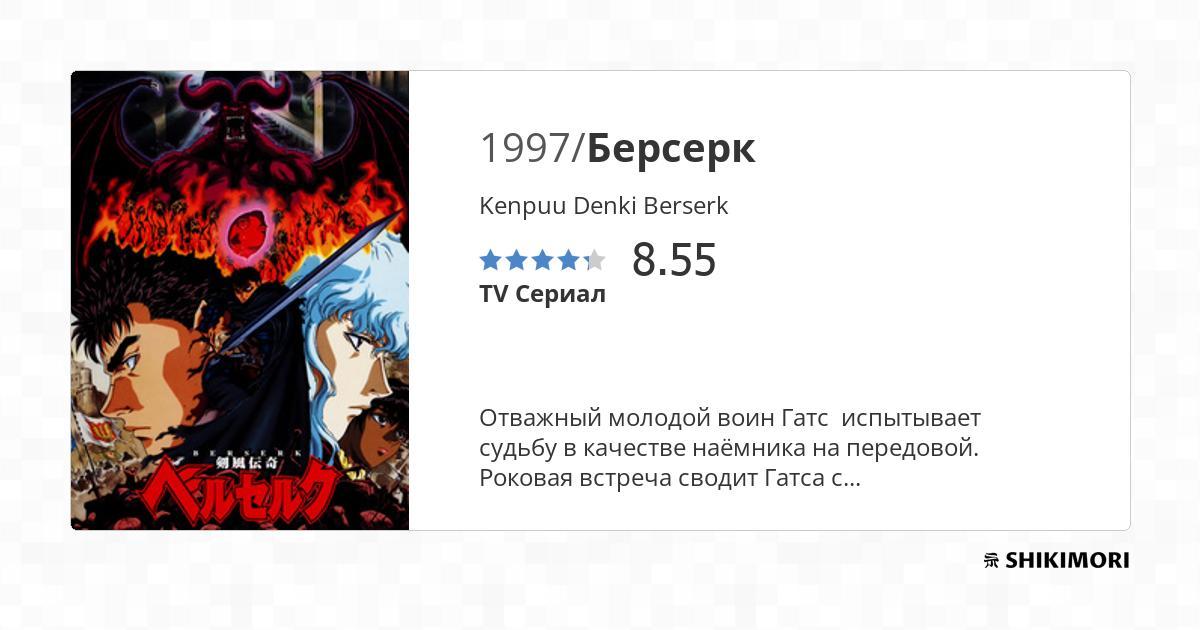 1997/Берсерк
Kenpuu Denki Berserk
8.55
TV Сериал
Отважный молодой воин Гатс испытывает
судьбу в качестве наёмника на передовой.
Роковая встреча сводит Гатса с...
BERSERK
剣風伝奇
ベルセルク
SHIKIMORI